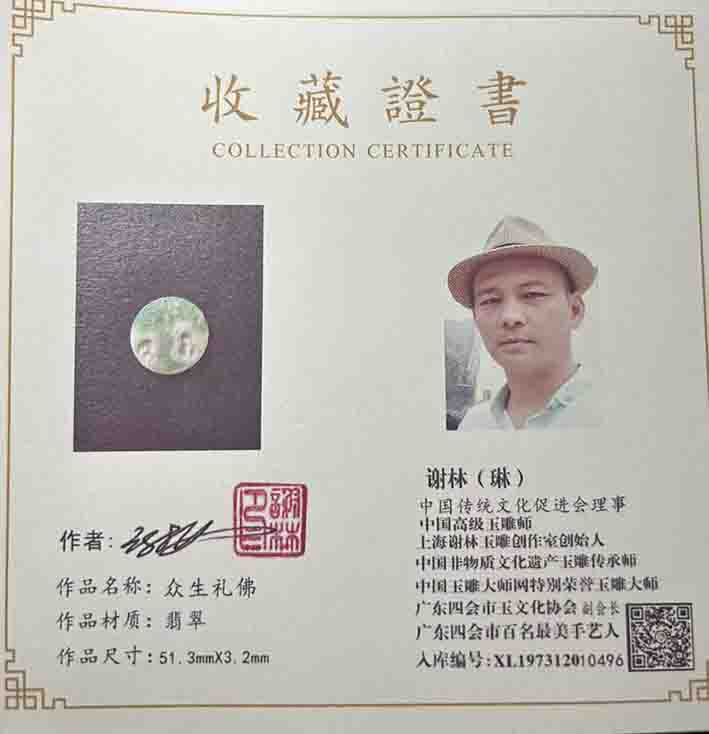 收藏證書
COLLECTION CERTIFICATE
作者：
作品名称：众生礼佛
作品材质：翡翠
作品尺寸：51.3mmX3.2mm
谢林（琳）
中国传统文化促进会理事
中国高级玉雕师
上海谢林玉雕创作室创始人
中国非物质文化遗产玉雕传承师
中国玉雕大师网特别荣誉玉雕大师
广东四会市玉文化协会 副会长
广东四会市百名最美手艺人
入库编号：XL197312010496